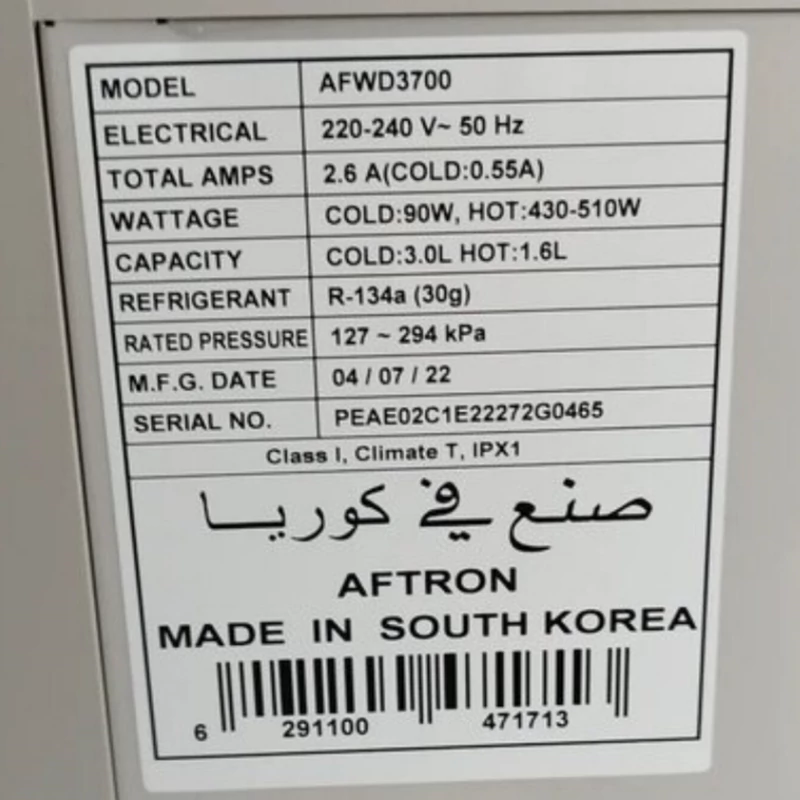 MODEL AFWD3700
ELECTRICAL 220-240 V~ 50 Hz
TOTAL AMPS 2.6 A(COLD:0.55A)
WATTAGE COLD:90W, HOT:430-510W
CAPACITY COLD:3.0L HOT:1.6L
REFRIGERANT R-134a (30g)
RATED PRESSURE 127 ~ 294 kPa
M.F.G. DATE 04 / 07 / 22
SERIAL NO. PEAE02C1E22272G0465
Class I, Climate T, IPX1
صنع في كوريا
AFTRON
MADE IN SOUTH KOREA
6 291100 471713